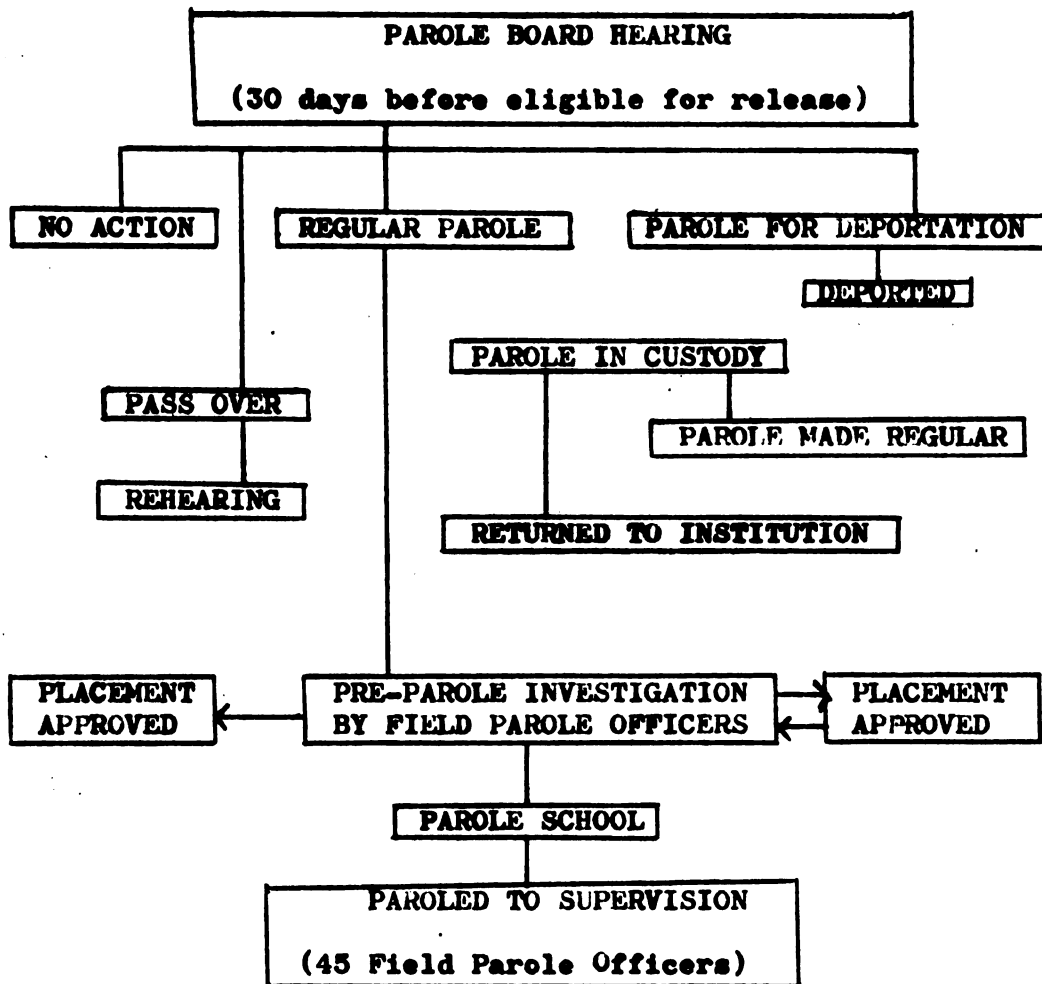 PAROLE BOARD HEARING
(30 days before eligible for release)
NO ACTION
REGULAR PAROLE
PAROLE FOR DEPORTATION
DEPORTED
PAROLE IN CUSTODY
PASS OVER
PAROLE MADE REGULAR
REHEARING
RETURNED TO INSTITUTION
PLACEMENT
APPROVED
PRE-PAROLE INVESTIGATION
BY FIELD PAROLE OFFICERS
PLACEMENT
APPROVED
PAROLE SCHOOL
PAROLED TO SUPERVISION
(45 Field Parole Officers)